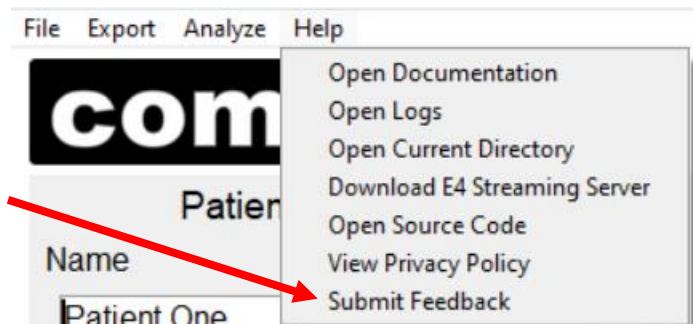 File Export Analyze Help
Open Documentation
Open Logs
Open Current Directory
Download E4 Streaming Server
Open Source Code
View Privacy Policy
Submit Feedback
com
Patien
Name
Patient One